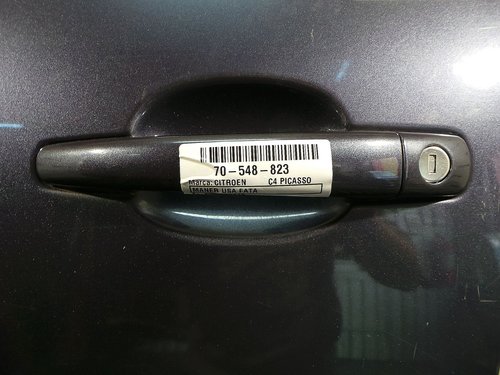 70-548-823
Marca: CITROEN C4 PICASSO
MANER USA FATA